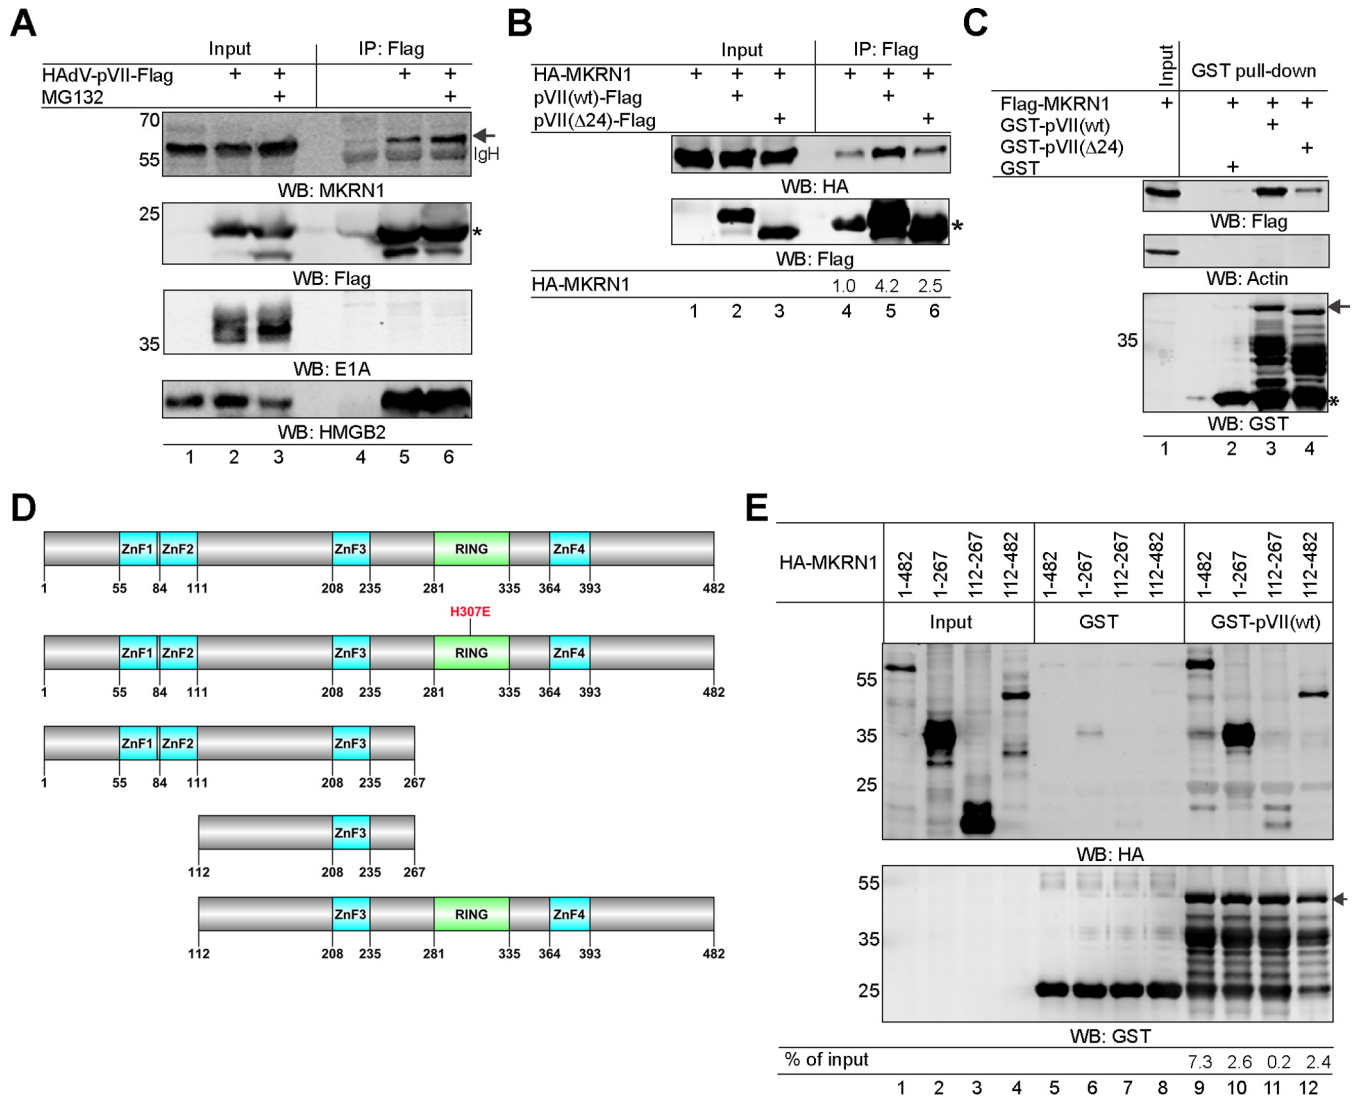 A
Input IP: Flag
HAdV-pVII-Flag + + + +
MG132 + +
70
55
IgH
WB: MKRN1
25
*
WB: Flag
35
WB: E1A
WB: HMGB2
1 2 3 4 5 6
B
Input IP: Flag
HA-MKRN1 + + + + + +
pVII(wt)-Flag + +
pVII(Δ24)-Flag + +
WB: HA
*
WB: Flag
HA-MKRN1 1.0 4.2 2.5
1 2 3 4 5 6
C
Input
GST pull-down
Flag-MKRN1 + + + +
GST-pVII(wt) +
GST-pVII(Δ24) +
GST +
WB: Flag
WB: Actin
35
*
WB: GST
1 2 3 4
D
ZnF1 ZnF2 ZnF3 RING ZnF4
1 55 84 111 208 235 281 335 364 393 482
H307E
ZnF1 ZnF2 ZnF3 RING ZnF4
1 55 84 111 208 235 281 335 364 393 482
ZnF1 ZnF2 ZnF3
1 55 84 111 208 235 267
ZnF3
112 208 235 267
ZnF3 RING ZnF4
112 208 235 281 335 364 393 482
E
HA-MKRN1 1-482 1-267 112-267 112-482 1-482 1-267 112-267 112-482 1-482 1-267 112-267 112-482
Input GST GST-pVII(wt)
55
35
25
WB: HA
55
35
25
WB: GST
% of input 7.3 2.6 0.2 2.4
1 2 3 4 5 6 7 8 9 10 11 12